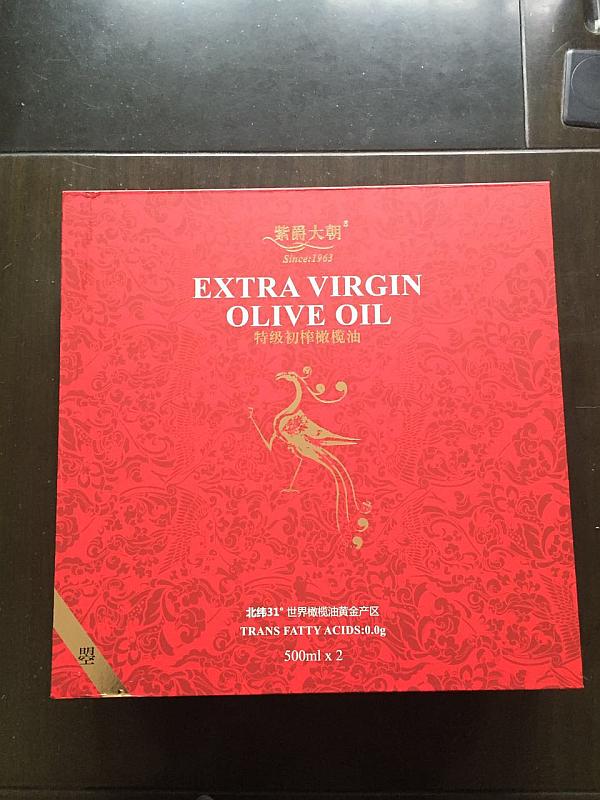 紫爵大朝®
Since:1963
EXTRA VIRGIN
OLIVE OIL
特级初榨橄榄油
北纬31° 世界橄榄油黄金产区
TRANS FATTY ACIDS:0.0g
500ml x 2
曌